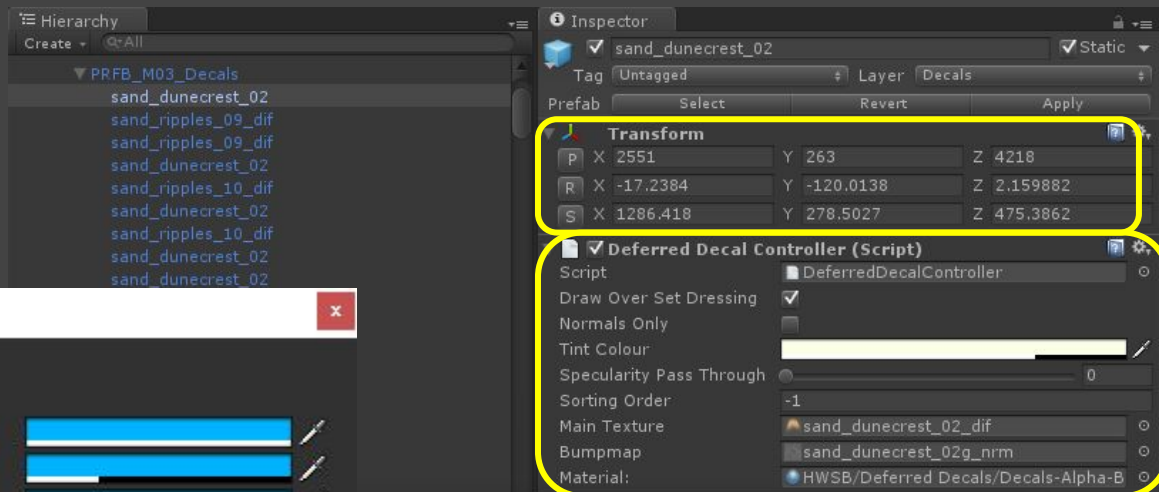 Hierarchy
Create
All
PRFB_M03_Decals
sand_dunecrest_02
sand_ripples_09_dif
sand_ripples_09_dif
sand_dunecrest_02
sand_ripples_10_dif
sand_dunecrest_02
sand_ripples_10_dif
sand_dunecrest_02
sand_dunecrest_02
x
Inspector
sand_dunecrest_02 Static
Tag Untagged Layer Decals
Prefab Select Revert Apply
Transform
P X 2551 Y 263 Z 4218
R X -17.2384 Y -120.0138 Z 2.159882
S X 1286.418 Y 278.5027 Z 475.3862
Deferred Decal Controller (Script)
Script DeferredDecalController
Draw Over Set Dressing
Normals Only
Tint Colour
Specularity Pass Through 0
Sorting Order -1
Main Texture sand_dunecrest_02_dif
Bumpmap sand_dunecrest_02g_nrm
Material: HWSB/Deferred Decals/Decals-Alpha-B